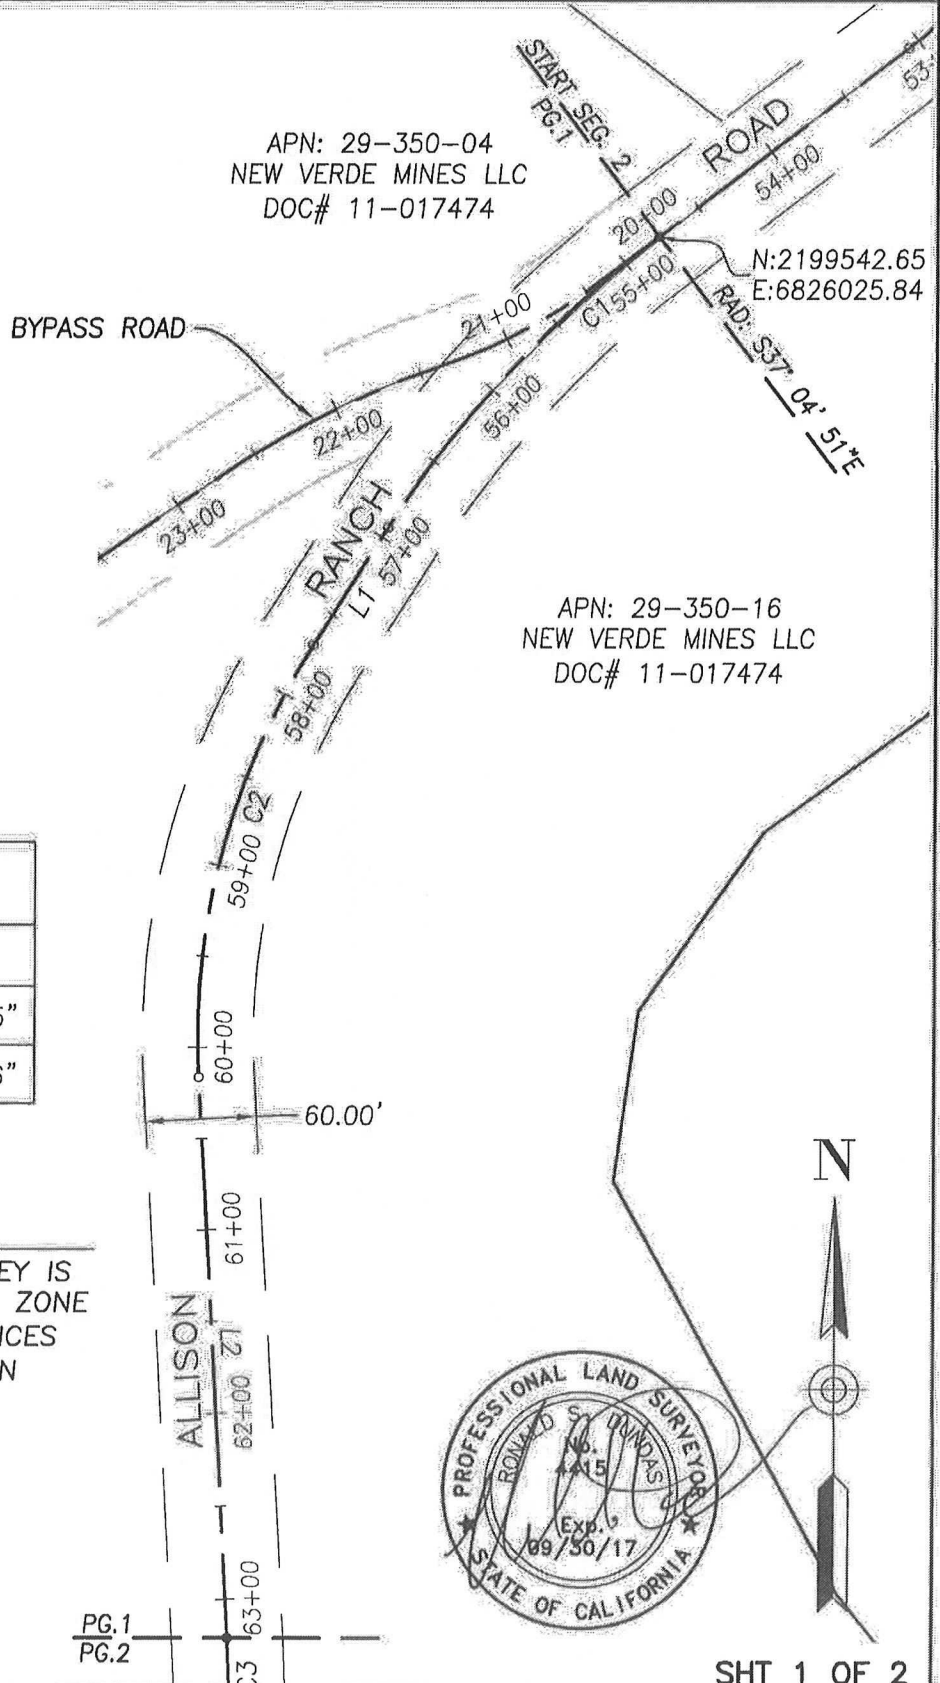 START SEG. 2
PG.1
ROAD
53+
54+00
APN: 29-350-04
NEW VERDE MINES LLC
DOC# 11-017474
20+00
N:2199542.65
E:6826025.84
C1
55+00
21+00
BYPASS ROAD
RAD: S37° 04' 51"E
56+00
22+00
23+00
RANCH
57+00
L1
APN: 29-350-16
NEW VERDE MINES LLC
DOC# 11-017474
58+00
C2
59+00
60+00
60.00'
N
61+00
EY IS
ZONE
ICES
N
ALLISON
L2
62+00
PROFESSIONAL LAND SURVEYOR
RONALD S. DUNDAS
No.
4415
Exp.
09/30/17
STATE OF CALIFORNIA
63+00
PG.1
PG.2
C3
SHT 1 OF 2